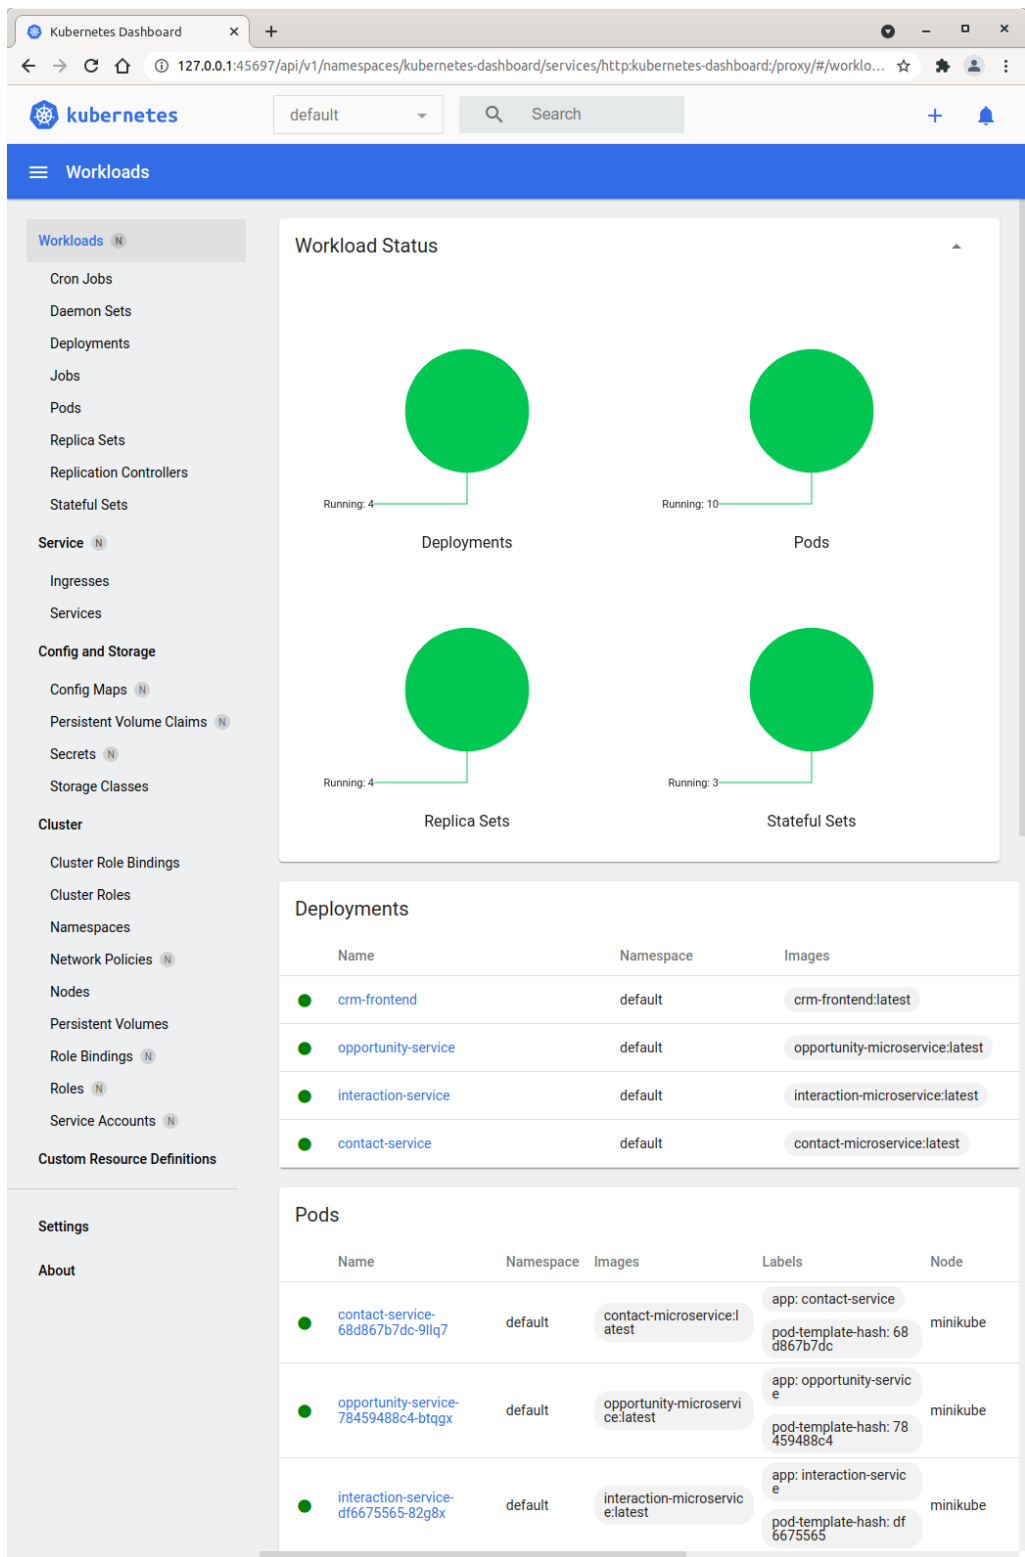 Kubernetes Dashboard
127.0.0.1:45697/api/v1/namespaces/kubernetes-dashboard/services/http:kubernetes-dashboard:/proxy/#/worklo...
kubernetes
default
Search
Workloads
Workloads N
Cron Jobs
Daemon Sets
Deployments
Jobs
Pods
Replica Sets
Replication Controllers
Stateful Sets
Service N
Ingresses
Services
Config and Storage
Config Maps N
Persistent Volume Claims N
Secrets N
Storage Classes
Cluster
Cluster Role Bindings
Cluster Roles
Namespaces
Network Policies N
Nodes
Persistent Volumes
Role Bindings N
Roles N
Service Accounts N
Custom Resource Definitions
Settings
About
Workload Status
Running: 4
Deployments
Running: 10
Pods
Running: 4
Replica Sets
Running: 3
Stateful Sets
Deployments
Name Namespace Images
crm-frontend default crm-frontend:latest
opportunity-service default opportunity-microservice:latest
interaction-service default interaction-microservice:latest
contact-service default contact-microservice:latest
Pods
Name Namespace Images Labels Node
contact-service-
68d867b7dc-9llq7
default
contact-microservice:l
atest
app: contact-service
pod-template-hash: 68
d867b7dc
minikube
opportunity-service-
78459488c4-btqgx
default
opportunity-microservi
ce:latest
app: opportunity-servic
e
pod-template-hash: 78
459488c4
minikube
interaction-service-
df6675565-82g8x
default
interaction-microservic
e:latest
app: interaction-servic
e
pod-template-hash: df
6675565
minikube